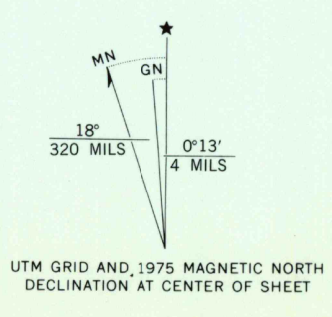 MN
GN
18°
320 MILS
0°13′
4 MILS
UTM GRID AND 1975 MAGNETIC NORTH
DECLINATION AT CENTER OF SHEET